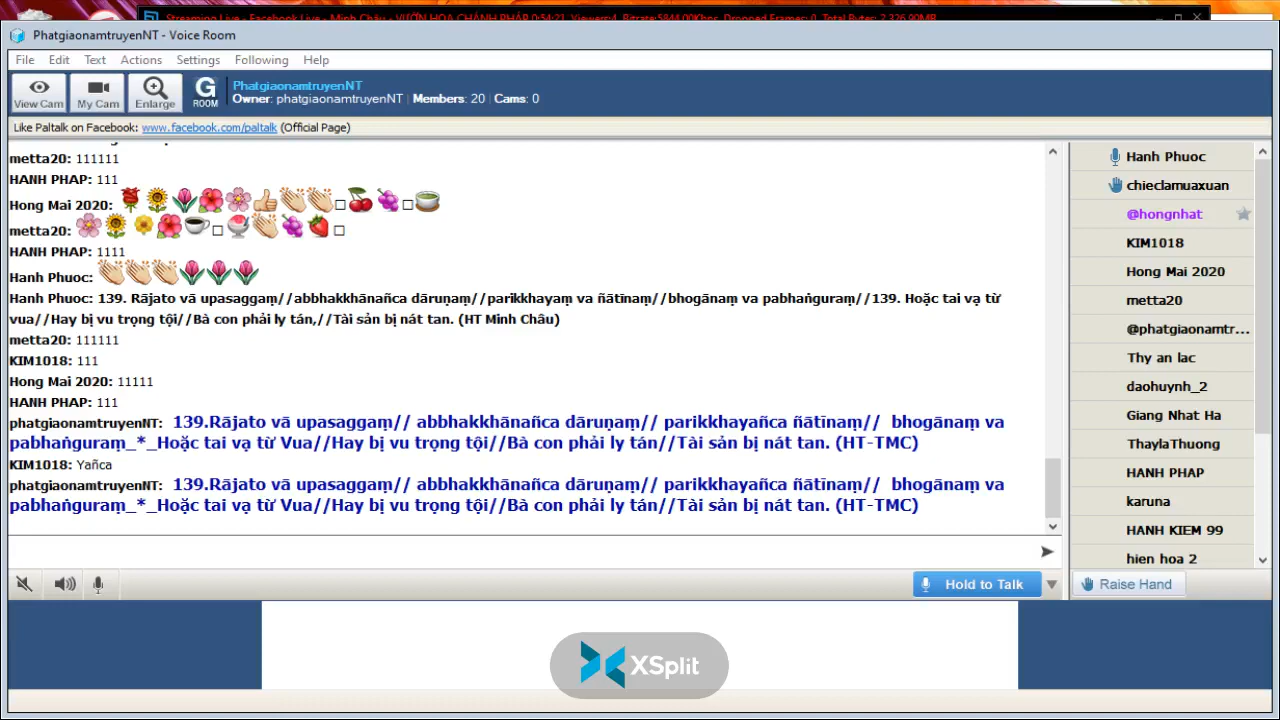 Streaming Live - Facebook Live - Minh Châu - VƯỜN HOA CHÁNH PHÁP 0:54:21, Viewers:4, Bitrate:5844.00Kbps, Dropped Frames: 0, Total Bytes: 2,326.90MB
PhatgiaonamtruyenNT - Voice Room
File Edit Text Actions Settings Following Help
View Cam My Cam Enlarge G ROOM
PhatgiaonamtruyenNT
Owner: phatgiaonamtruyenNT | Members: 20 | Cams: 0
Like Paltalk on Facebook: www.facebook.com/paltalk (Official Page)
metta20: 111111
HANH PHAP: 111
Hong Mai 2020:
metta20:
HANH PHAP: 1111
Hanh Phuoc:
Hanh Phuoc: 139. Rājato vā upasaggaṃ//abbhakkhānañca dāruṇaṃ//parikkhayaṃ va ñātīnaṃ//bhogānaṃ va pabhaṅguraṃ//139. Hoặc tai vạ từ
vua//Hay bị vu trọng tội//Bà con phải ly tán,//Tài sản bị nát tan. (HT Minh Châu)
metta20: 111111
KIM1018: 111
Hong Mai 2020: 11111
HANH PHAP: 111
phatgiaonamtruyenNT: 139.Rājato vā upasaggaṃ// abbhakkhānañca dāruṇaṃ// parikkhayañca ñātīnaṃ// bhogānaṃ va
pabhaṅguraṃ_*_Hoặc tai vạ từ Vua//Hay bị vu trọng tội//Bà con phải ly tán//Tài sản bị nát tan. (HT-TMC)
KIM1018: Yañca
phatgiaonamtruyenNT: 139.Rājato vā upasaggaṃ// abbhakkhānañca dāruṇaṃ// parikkhayañca ñātīnaṃ// bhogānaṃ va
pabhaṅguraṃ_*_Hoặc tai vạ từ Vua//Hay bị vu trọng tội//Bà con phải ly tán//Tài sản bị nát tan. (HT-TMC)
Hold to Talk
Hanh Phuoc
chieclamuaxuan
@hongnhat
KIM1018
Hong Mai 2020
metta20
@phatgiaonamtr...
Thy an lac
daohuynh_2
Giang Nhat Ha
ThaylaThuong
HANH PHAP
karuna
HANH KIEM 99
hien hoa 2
Raise Hand
XSplit